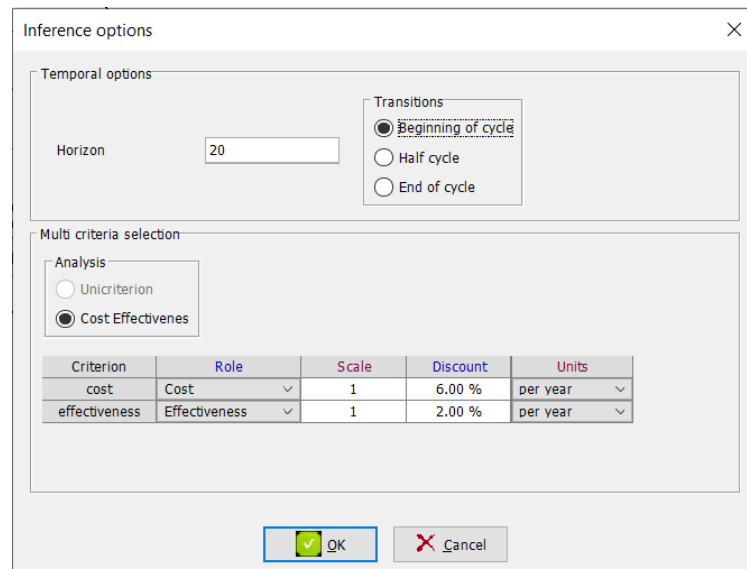 Inference options
Temporal options
Transitions
Beginning of cycle
Horizon 20
Half cycle
End of cycle
Multi criteria selection
Analysis
Unicriterion
Cost Effectivenes
Criterion Role Scale Discount Units
cost Cost 1 6.00 % per year
effectiveness Effectiveness 1 2.00 % per year
OK Cancel